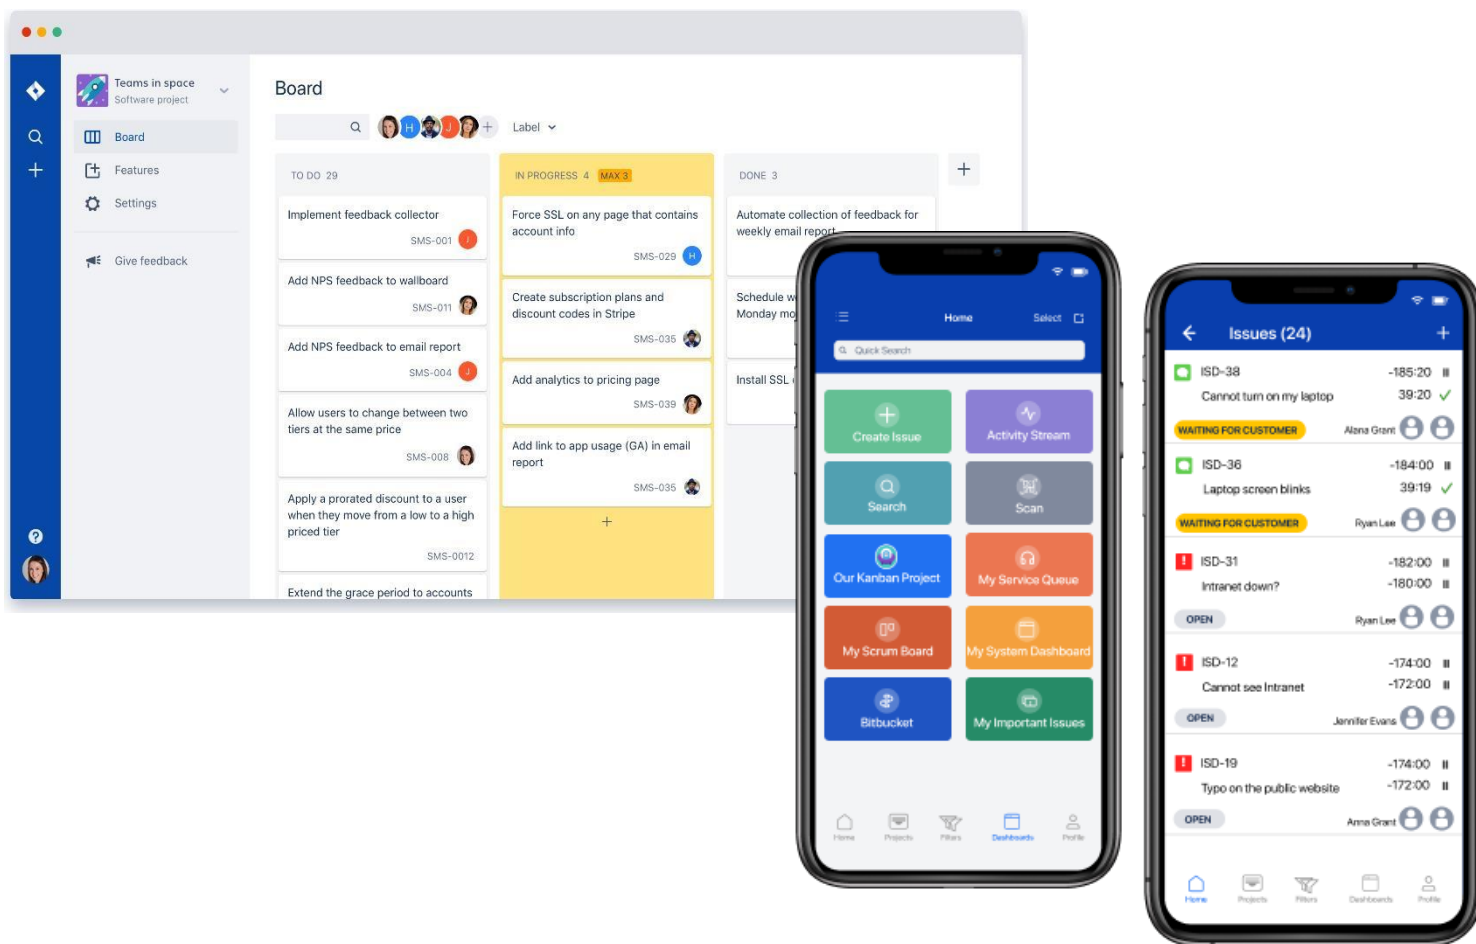 Teams in space
Software project
Board
Features
Settings
Give feedback
Board
H
J
+
Label
TO DO 29
Implement feedback collector
SMS-001 J
Add NPS feedback to wallboard
SMS-011
Add NPS feedback to email report
SMS-004 J
Allow users to change between two
tiers at the same price
SMS-008
Apply a prorated discount to a user
when they move from a low to a high
priced tier
SMS-0012
Extend the grace period to accounts
IN PROGRESS 4 MAX 3
Force SSL on any page that contains
account info
SMS-029 H
Create subscription plans and
discount codes in Stripe
SMS-035
Add analytics to pricing page
SMS-039
Add link to app usage (GA) in email
report
SMS-035
+
DONE 3
Automate collection of feedback for
weekly email report
Schedule
Monday
Install SSL
+
Home
Select
Quick Search
Create Issue
Activity Stream
Search
Scan
Our Kanban Project
My Service Queue
My Scrum Board
My System Dashboard
Bitbucket
My Important Issues
Home
Projects
Filters
Dashboards
Profile
Issues (24)
+
ISD-38 -185:20
Cannot turn on my laptop 39:20
WAITING FOR CUSTOMER Alana Grant
ISD-36 -184:00
Laptop screen blinks 39:19
WAITING FOR CUSTOMER Ryan Lee
ISD-31 -182:00
Intranet down? -180:00
OPEN Ryan Lee
ISD-12 -174:00
Cannot see Intranet -172:00
OPEN Jennifer Evans
ISD-19 -174:00
Typo on the public website -172:00
OPEN Anna Grant
Home
Projects
Filters
Dashboards
Profile